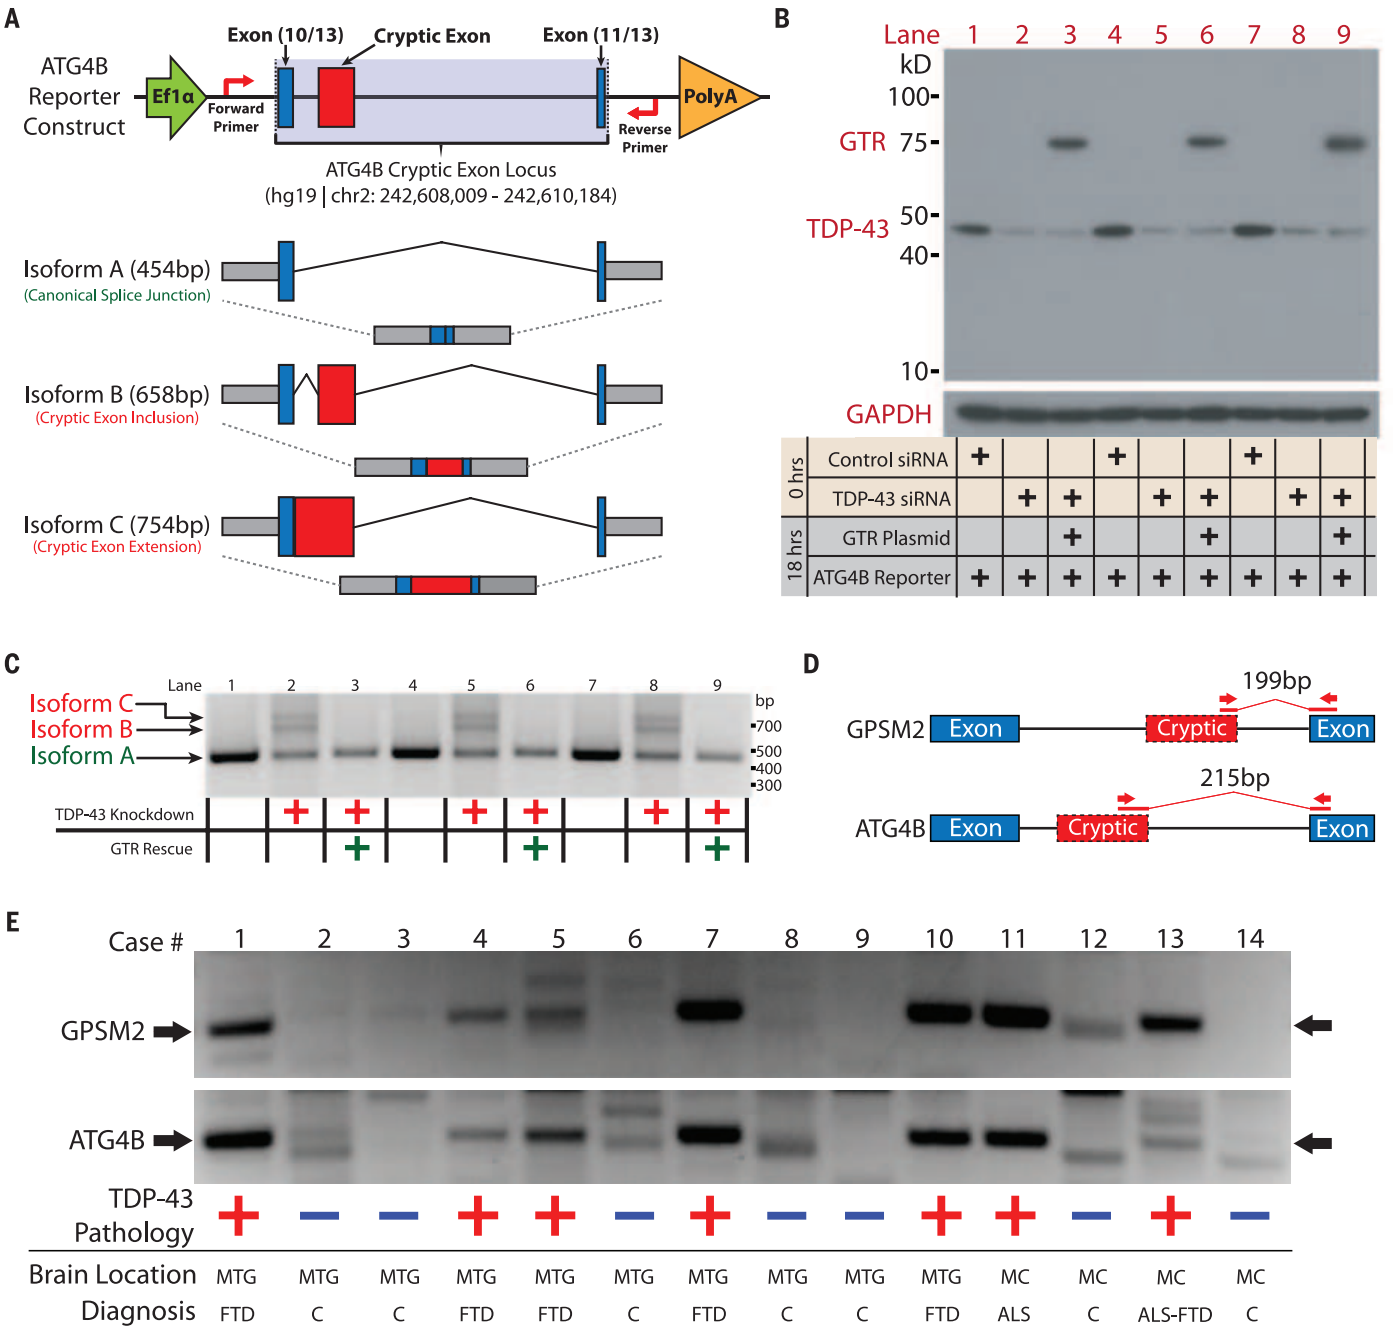 A
ATG4B
Reporter
Construct
Ef1α
Forward
Primer
Exon (10/13)
Cryptic Exon
Exon (11/13)
Reverse
Primer
PolyA
ATG4B Cryptic Exon Locus
(hg19 | chr2: 242,608,009 - 242,610,184)
Isoform A (454bp)
(Canonical Splice Junction)
Isoform B (658bp)
(Cryptic Exon Inclusion)
Isoform C (754bp)
(Cryptic Exon Extension)
B
Lane 1 2 3 4 5 6 7 8 9
kD
100
GTR 75
50
TDP-43
40
10
GAPDH
0 hrs
Control siRNA + + +
TDP-43 siRNA + + + + + +
18 hrs
GTR Plasmid + + +
ATG4B Reporter + + + + + + + + +
C
Lane 1 2 3 4 5 6 7 8 9
bp
Isoform C
Isoform B
Isoform A
700
500
400
300
TDP-43 Knockdown + + + + + +
GTR Rescue + + +
D
199bp
GPSM2 Exon Cryptic Exon
215bp
ATG4B Exon Cryptic Exon
E
Case # 1 2 3 4 5 6 7 8 9 10 11 12 13 14
GPSM2
ATG4B
TDP-43
Pathology + − − + + − + − − + + − + −
Brain Location MTG MTG MTG MTG MTG MTG MTG MTG MTG MTG MC MC MC MC
Diagnosis FTD C C FTD FTD C FTD C C FTD ALS C ALS-FTD C